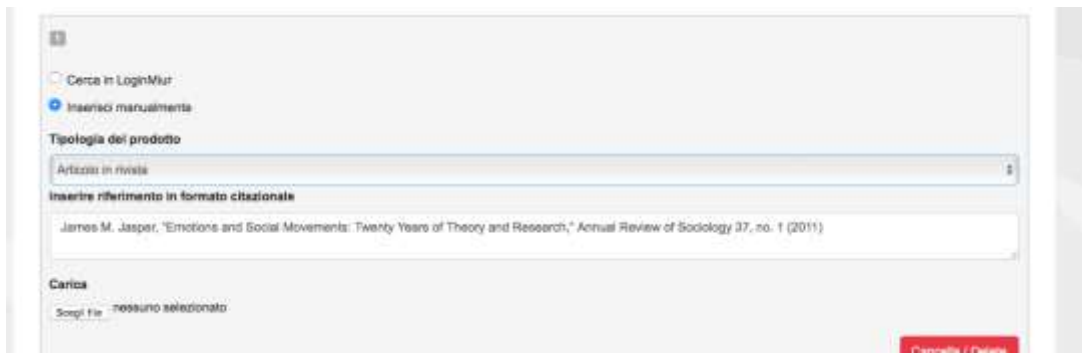 1
Cerca in LoginMiur
Inserisci manualmente
Tipologia del prodotto
Articolo in rivista
Inserire riferimento in formato citazionale
James M. Jasper, "Emotions and Social Movements: Twenty Years of Theory and Research," Annual Review of Sociology 37, no. 1 (2011)
Carica
Scegli file nessuno selezionato
Cancella / Delete